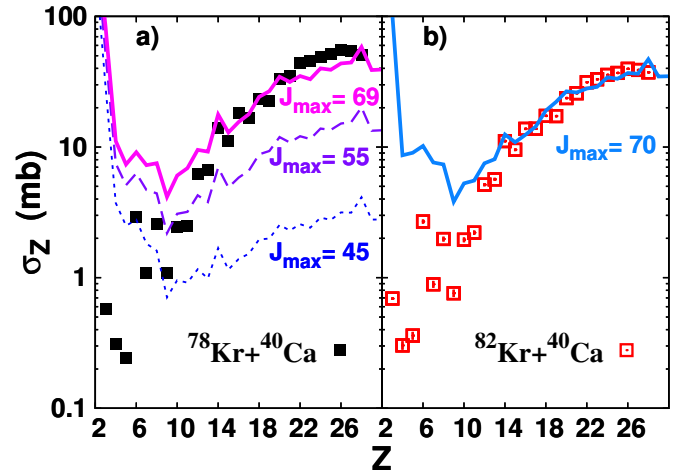 a) b)
100
10
1
0.1
σZ (mb)
Jmax= 69
Jmax= 55
Jmax= 45
Jmax= 70
78Kr+40Ca
82Kr+40Ca
2 6 10 14 18 22 26 2 6 10 14 18 22 26
Z